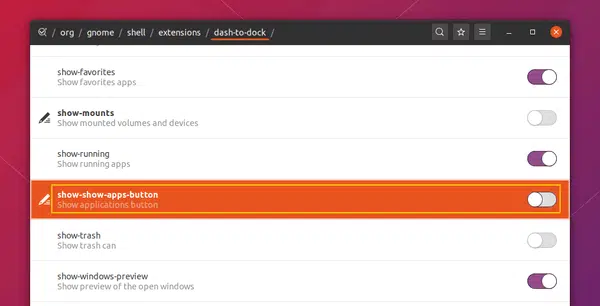 / org / gnome / shell / extensions / dash-to-dock /
show-favorites
Show favorites apps
show-mounts
Show mounted volumes and devices
show-running
Show running apps
show-show-apps-button
Show applications button
show-trash
Show trash can
show-windows-preview
Show preview of the open windows